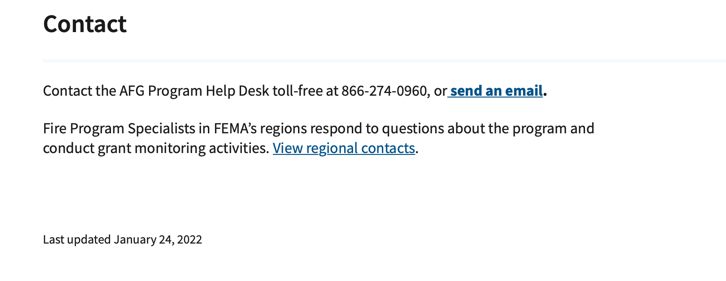 Contact
Contact the AFG Program Help Desk toll-free at 866-274-0960, or send an email.
Fire Program Specialists in FEMA’s regions respond to questions about the program and
conduct grant monitoring activities. View regional contacts.
Last updated January 24, 2022